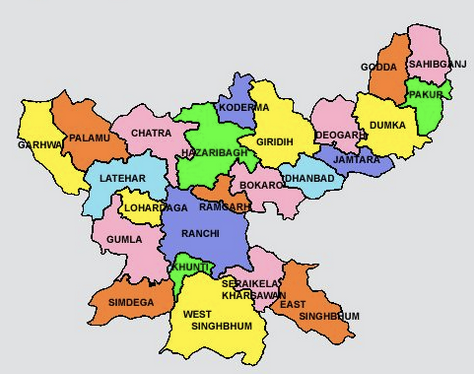 GODDA
SAHIBGANJ
PAKUR
KODERMA
DUMKA
GARHWA
PALAMU
CHATRA
GIRIDIH
DEOGARH
HAZARIBAGH
JAMTARA
LATEHAR
BOKARO
DHANBAD
LOHARDAGA
RAMGARH
GUMLA
RANCHI
KHUNTI
SERAIKELA
KHARSAWAN
SIMDEGA
EAST
SINGHBHUM
WEST
SINGHBHUM